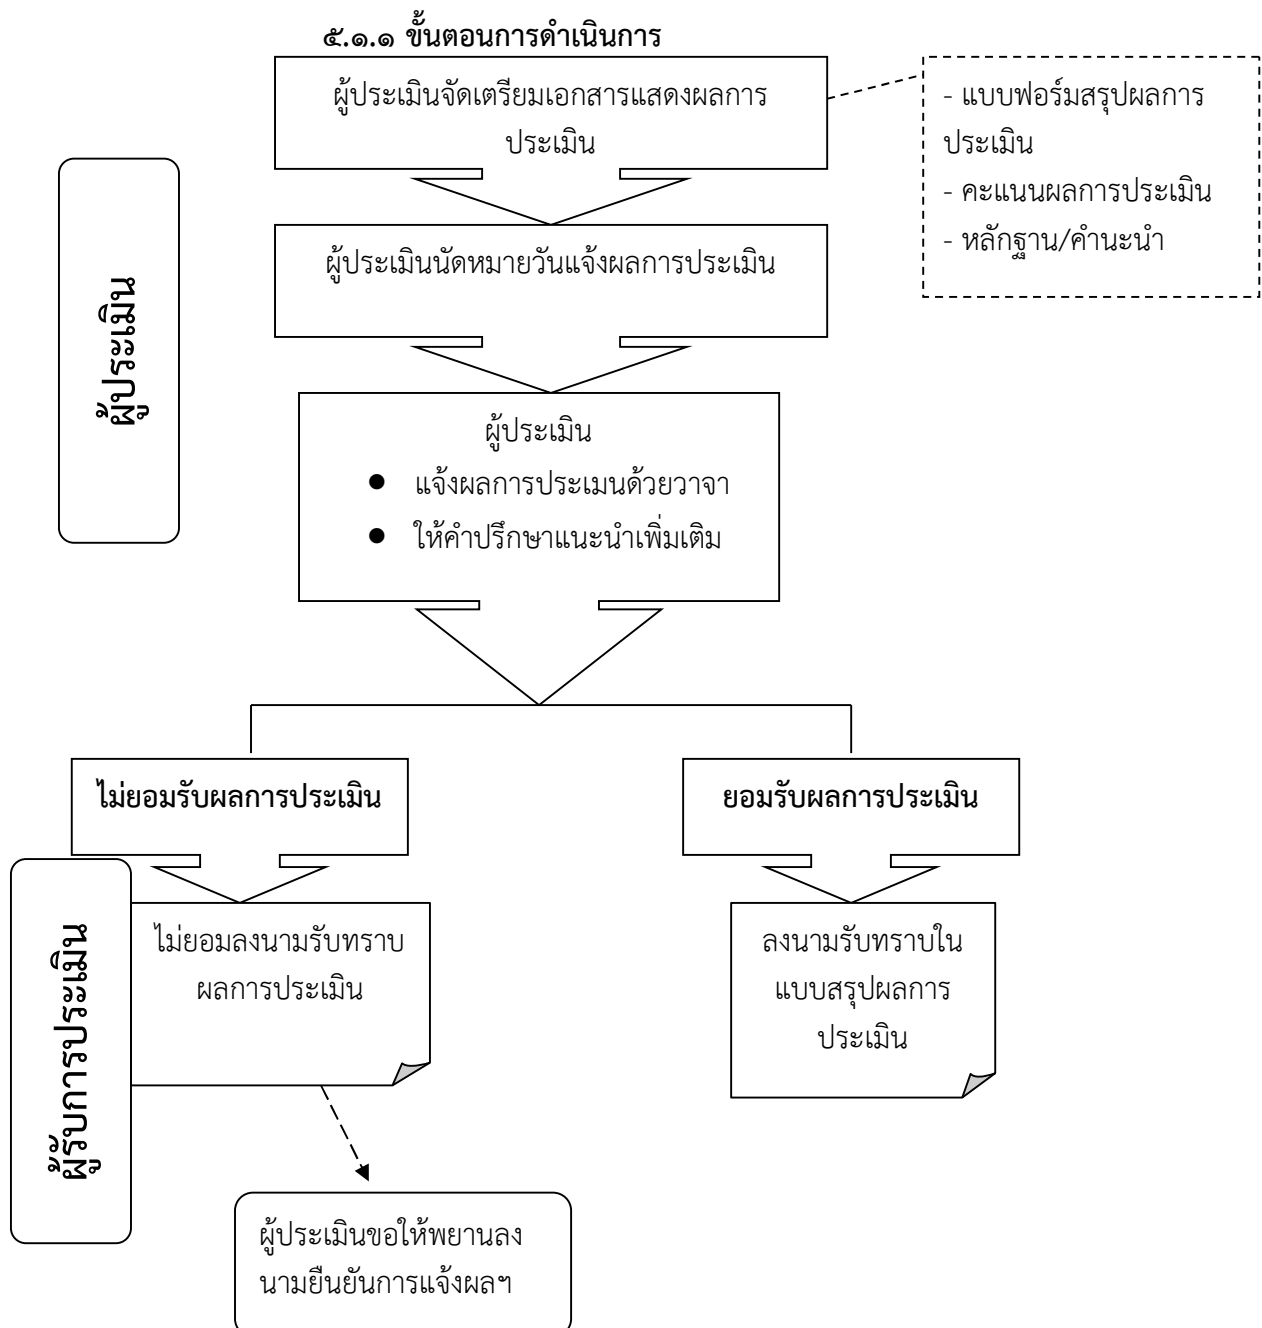 ๕.๑.๑ ขั้นตอนการดำเนินการ
ผู้ประเมินจัดเตรียมเอกสารแสดงผลการ
ประเมิน
- แบบฟอร์มสรุปผลการ
ประเมิน
- คะแนนผลการประเมิน
- หลักฐาน/คำนะนำ
ผู้ประเมิน
ผู้ประเมินนัดหมายวันแจ้งผลการประเมิน
ผู้ประเมิน
● แจ้งผลการประเมนด้วยวาจา
● ให้คำปรึกษาแนะนำเพิ่มเติม
ไม่ยอมรับผลการประเมิน
ยอมรับผลการประเมิน
ผู้รับการประเมิน
ไม่ยอมลงนามรับทราบ
ผลการประเมิน
ลงนามรับทราบใน
แบบสรุปผลการ
ประเมิน
ผู้ประเมินขอให้พยานลง
นามยืนยันการแจ้งผลฯ